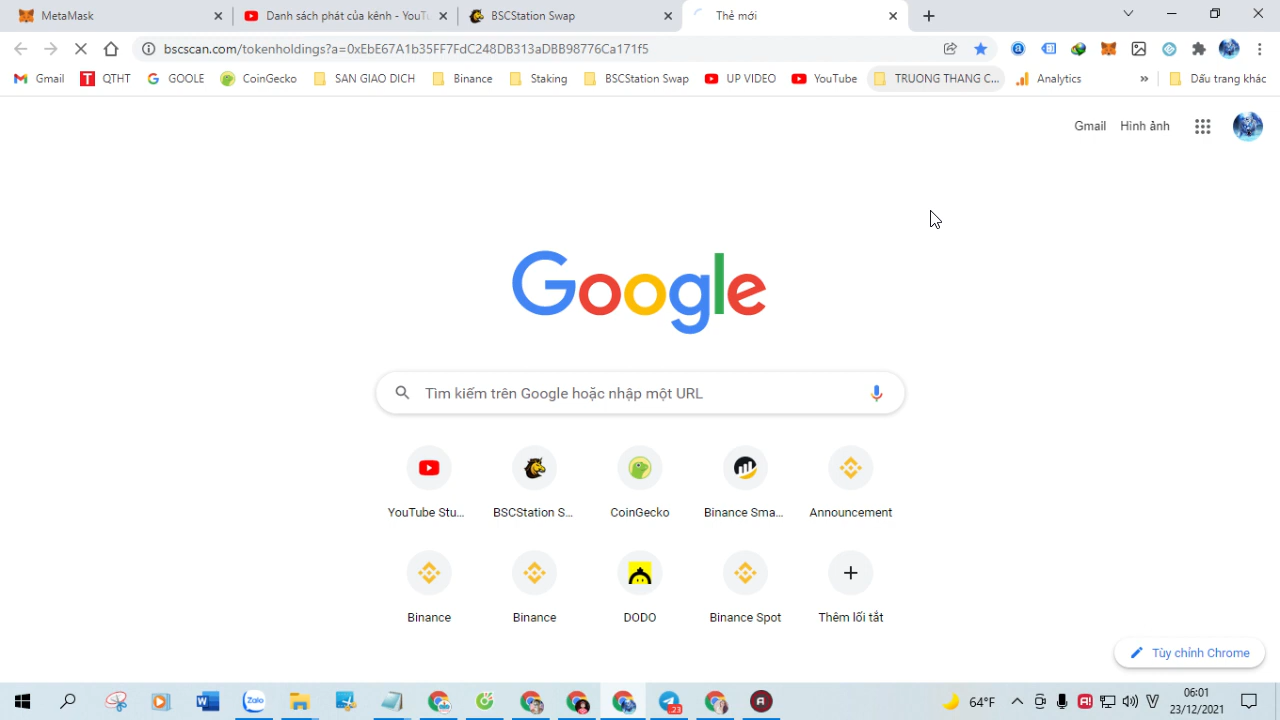 MetaMask
Danh sách phát của kênh - YouTu
BSCStation Swap
Thẻ mới
bscscan.com/tokenholdings?a=0xEbE67A1b35FF7FdC248DB313aDBB98776Ca171f5
Gmail
QTHT
GOOLE
CoinGecko
SAN GIAO DICH
Binance
Staking
BSCStation Swap
UP VIDEO
YouTube
TRUONG THANG C...
Analytics
»
Dấu trang khác
Gmail
Hình ảnh
Google
Tìm kiếm trên Google hoặc nhập một URL
YouTube Stu...
BSCStation S...
CoinGecko
Binance Sma...
Announcement
Binance
Binance
DODO
Binance Spot
Thêm lối tắt
Tùy chỉnh Chrome
Zalo
23
64°F
06:01
23/12/2021